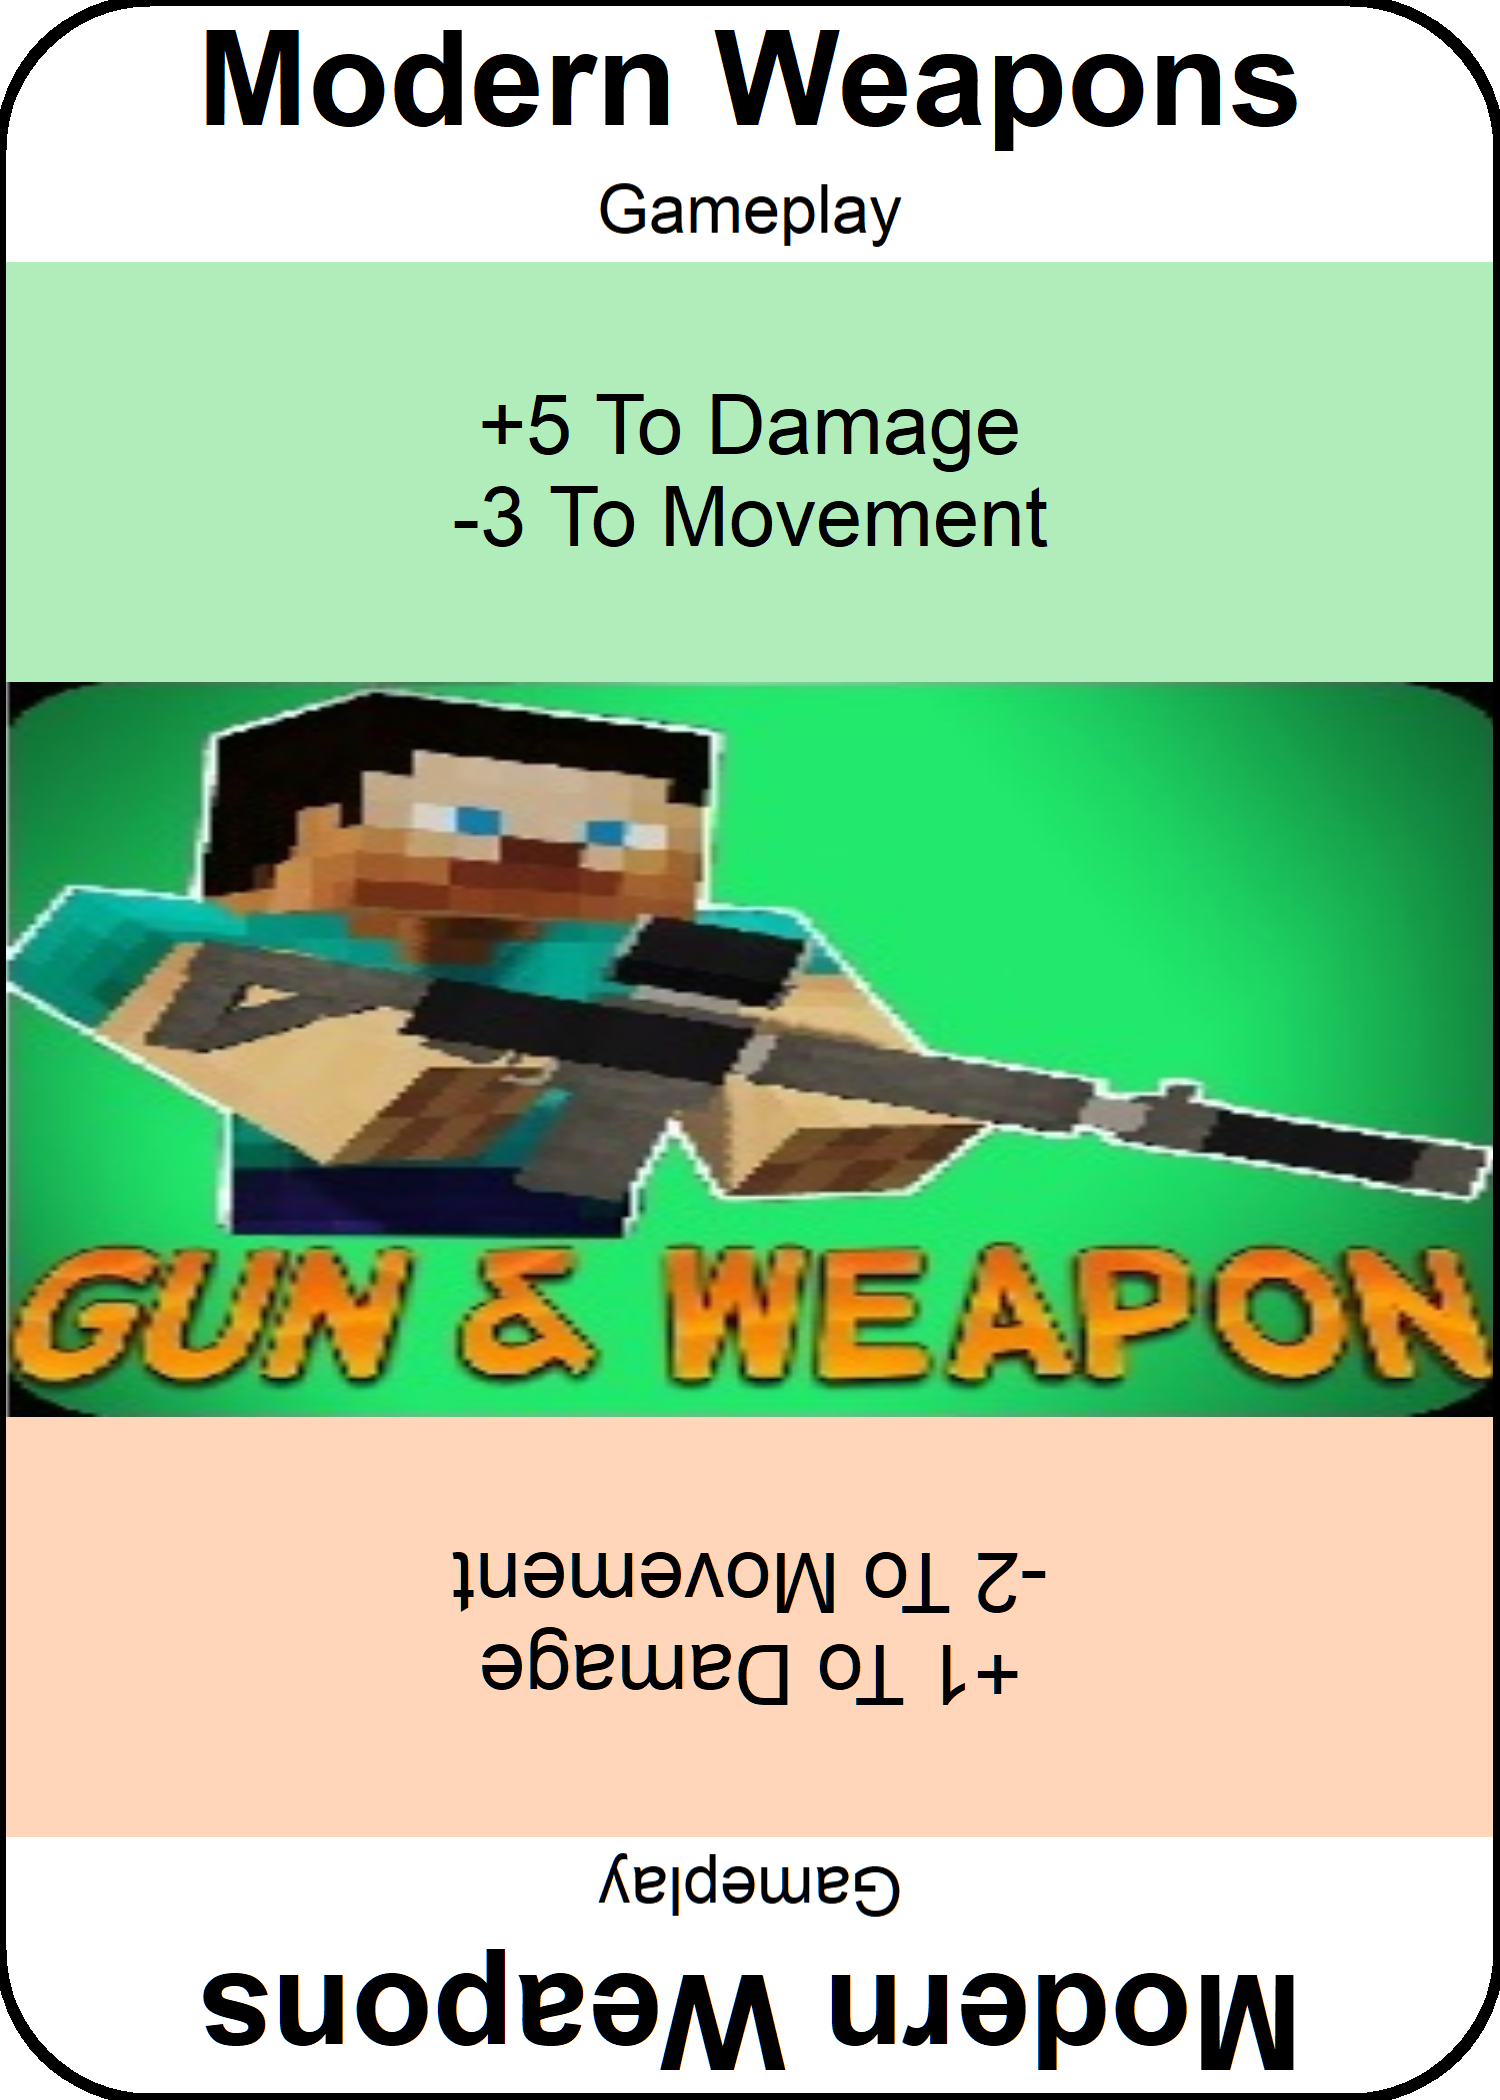 Modern Weapons
Gameplay
+5 To Damage
-3 To Movement
GUN & WEAPON
Modern Weapons
Gameplay
+1 To Damage
-2 To Movement